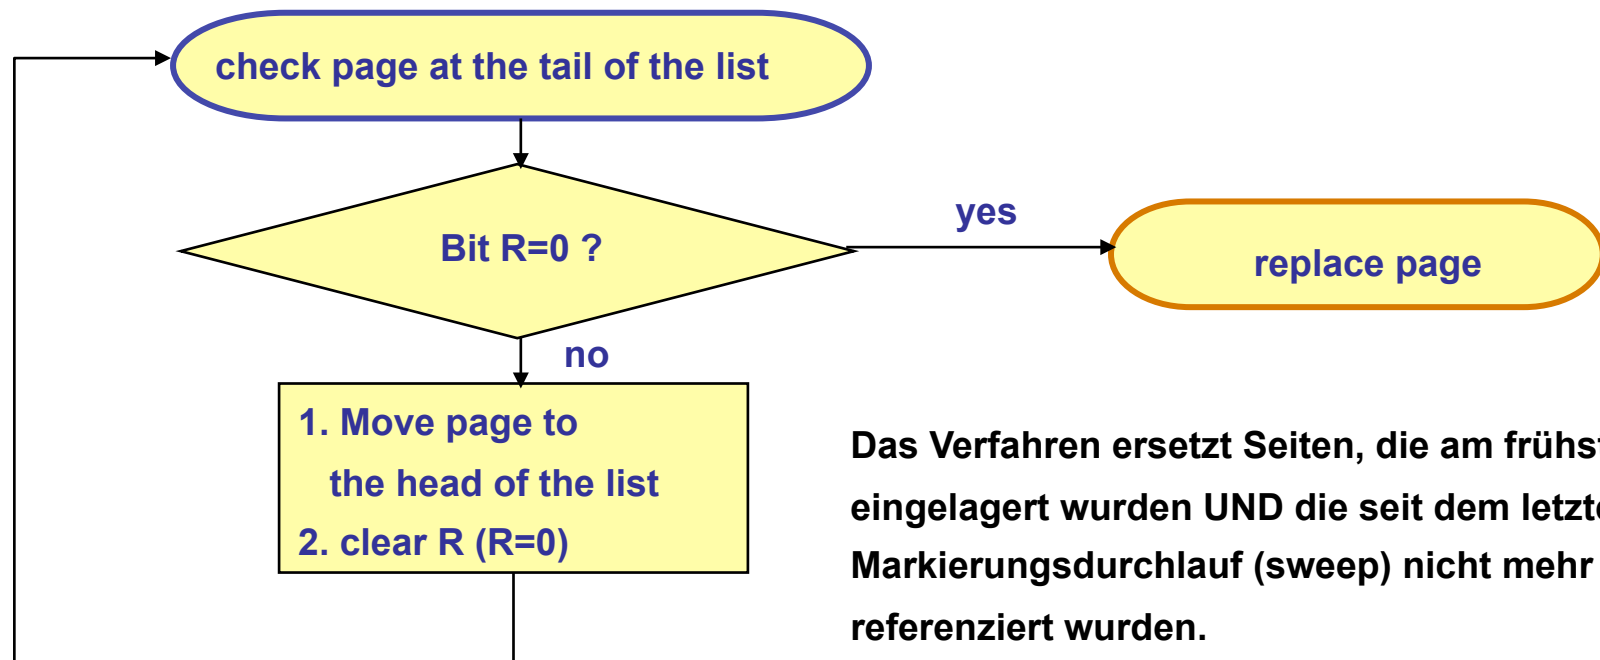 check page at the tail of the list
Bit R=0 ?
yes
replace page
no
1. Move page to
the head of the list
2. clear R (R=0)
Das Verfahren ersetzt Seiten, die am
eingelagert wurden UND die seit dem
Markierungsdurchlauf (sweep) nicht mehr
referenziert wurden.